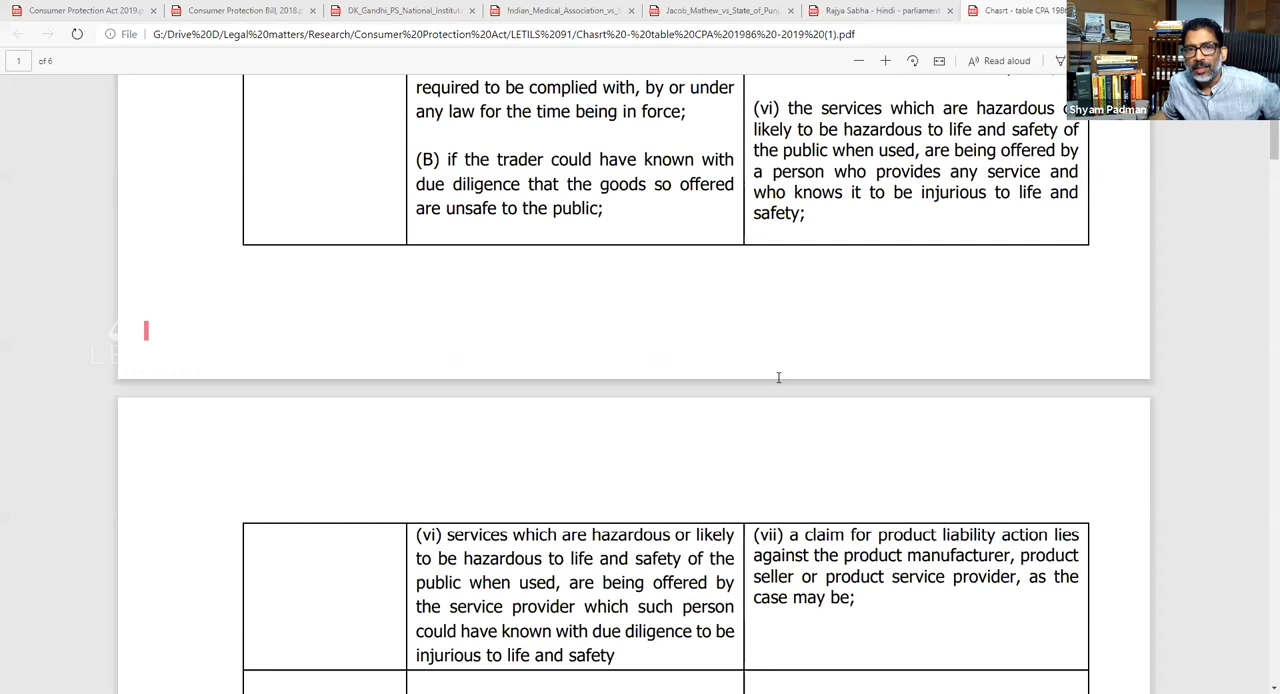 Consumer Protection Act 2019.p
Consumer Protection Bill, 2018.p
DK_Gandhi_PS_National_Institut
Indian_Medical_Association_vs_
Jacob_Mathew_vs_State_of_Punj
Rajya Sabha - Hindi - parliament
Chasrt - table CPA 1986
File
G:/Drive%20D/Legal%20matters/Research/Consumer%20Protection%20Act/LETILS%2091/Chasrt%20-%20table%20CPA%201986%20-2019%20(1).pdf
1 of 6
Read aloud
Shyam Padman
required to be complied with, by or under
any law for the time being in force;
(B) if the trader could have known with
due diligence that the goods so offered
are unsafe to the public;
(vi) the services which are hazardous
likely to be hazardous to life and safety of
the public when used, are being offered by
a person who provides any service and
who knows it to be injurious to life and
safety;
(vi) services which are hazardous or likely
to be hazardous to life and safety of the
public when used, are being offered by
the service provider which such person
could have known with due diligence to be
injurious to life and safety
(vii) a claim for product liability action lies
against the product manufacturer, product
seller or product service provider, as the
case may be;